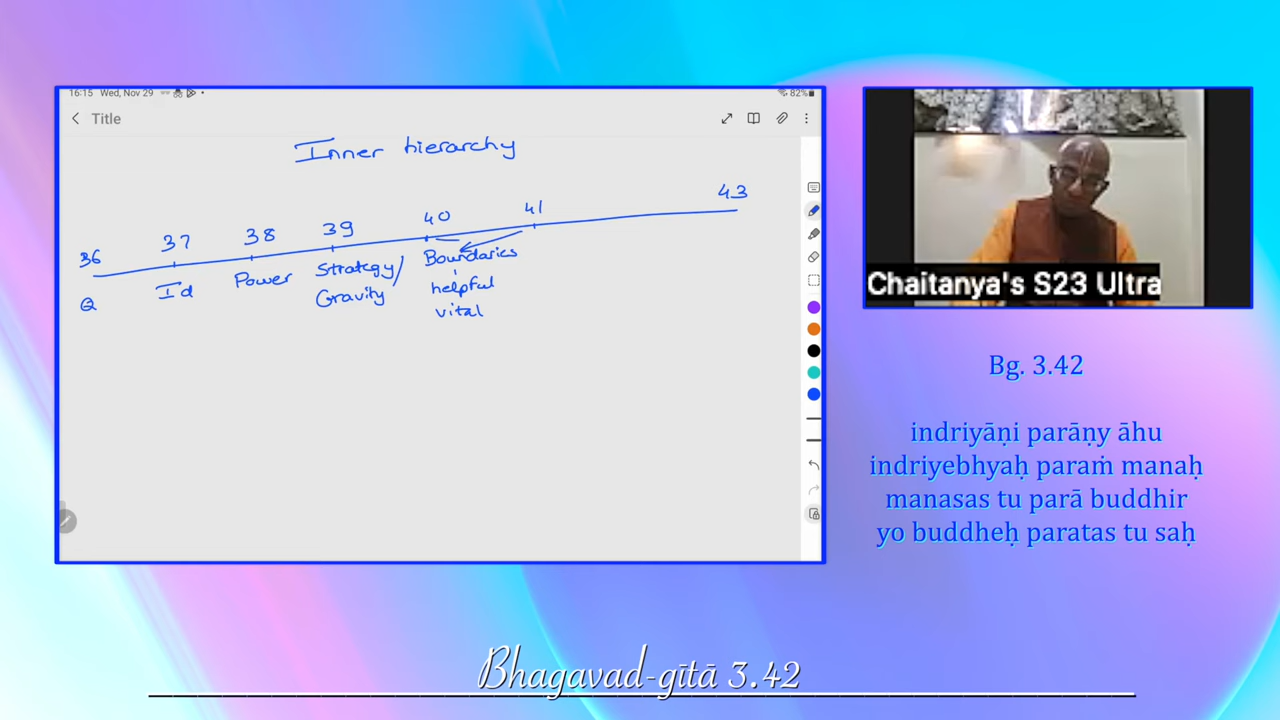 16:15 Wed, Nov 29
82%
Title
Inner hierarchy
36 37 38 39 40 41 43
Q Id Power Strategy/ Boundaries
Gravity helpful
vital
Chaitanya's S23 Ultra
Bg. 3.42
indriyāṇi parāṇy āhu
indriyebhyaḥ paraṁ manaḥ
manasas tu parā buddhir
yo buddheḥ paratas tu saḥ
Bhagavad-gītā 3.42